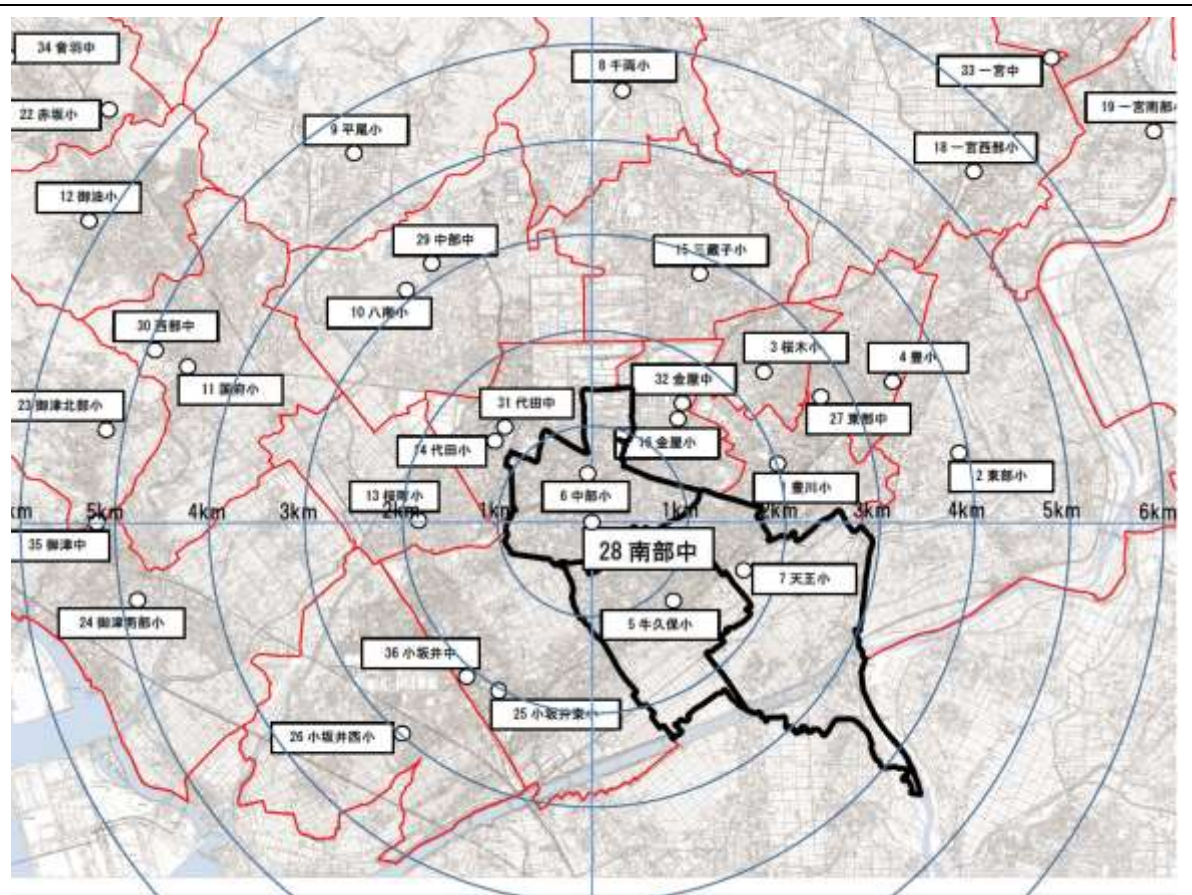 34 音羽中
8 千両小
33 一宮中
22 赤坂小
19 一宮南部小
9 平尾小
18 一宮西部小
12 御油小
29 中部中
15 三蔵子小
10 八南小
30 西部中
3 桜木小
4 豊小
11 国府小
32 金屋中
23 御津北部小
31 代田中
27 東部中
14 代田小
16 金屋小
2 東部小
1 豊川小
6 中部小
13 桜町小
5km
4km
3km
2km
1km
1km
2km
3km
4km
5km
6km
35 御津中
28 南部中
7 天王小
24 御津南部小
5 牛久保小
36 小坂井中
25 小坂井東小
26 小坂井西小